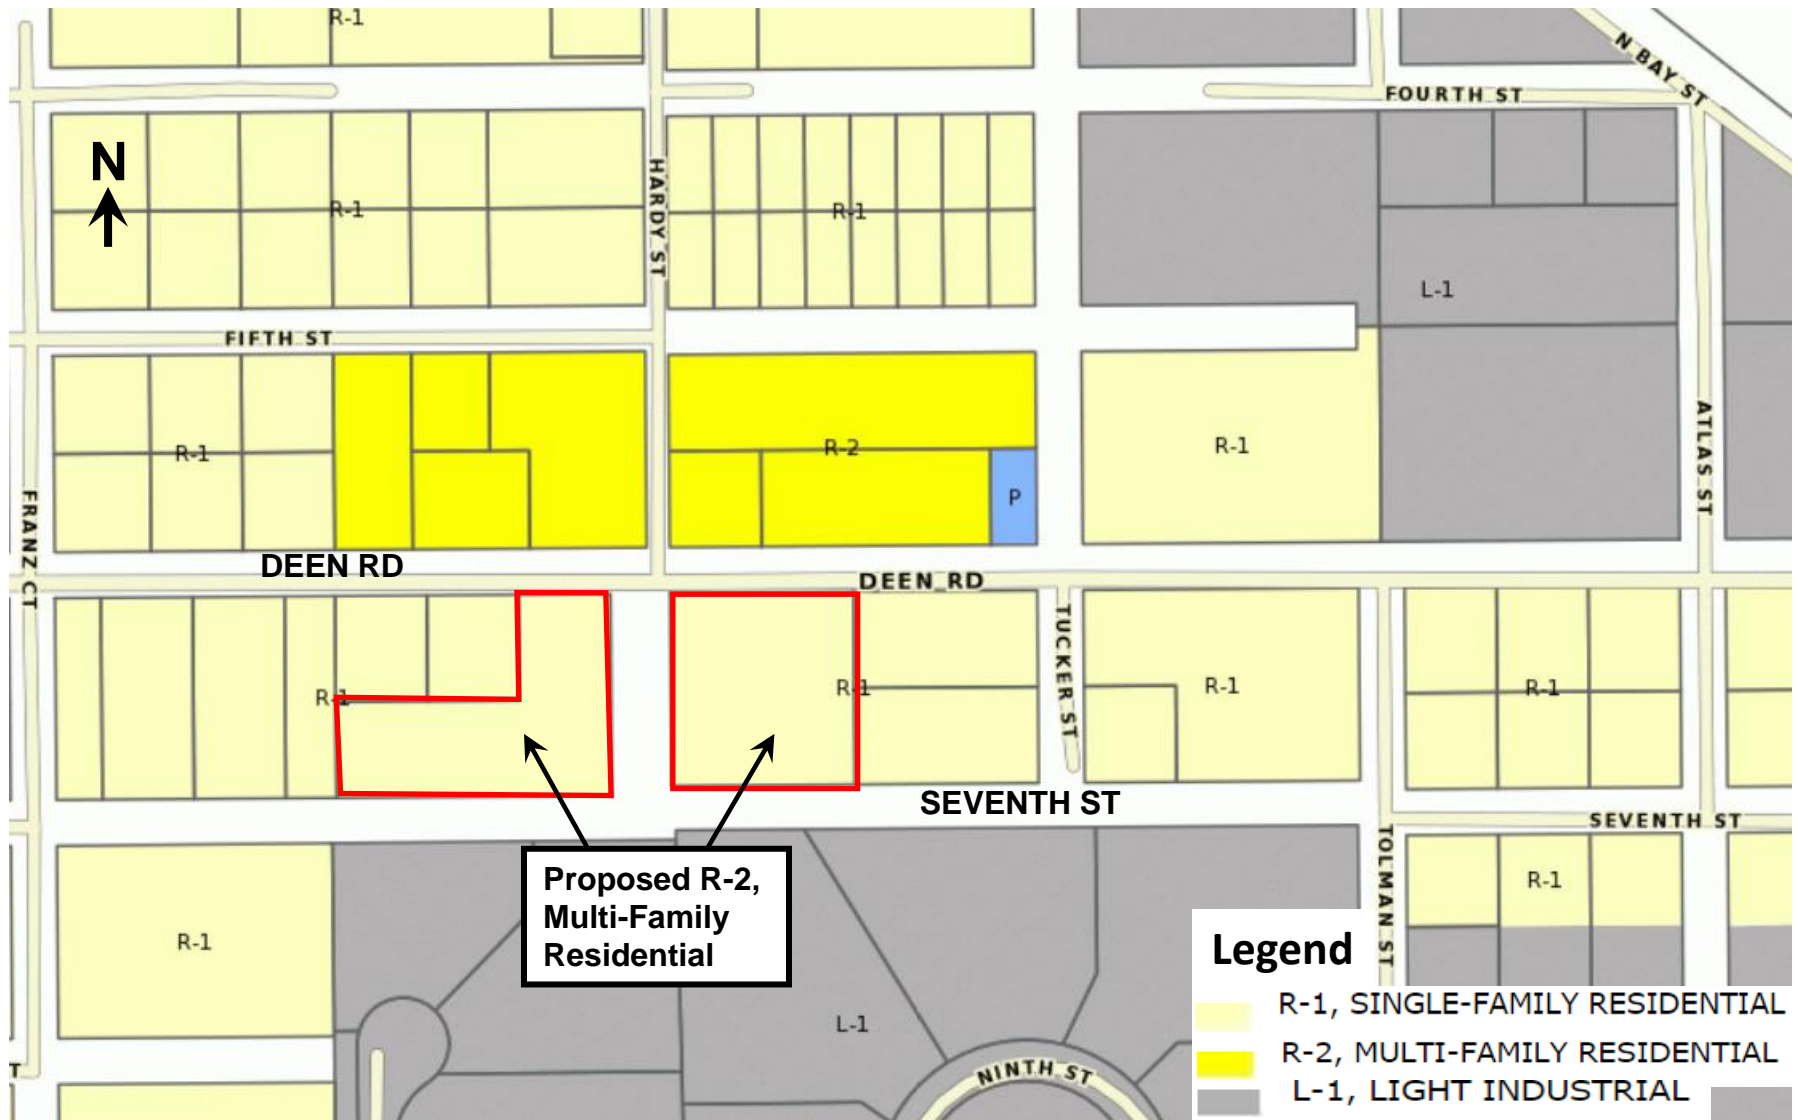 R-1
N BAY ST
FOURTH ST
N
HARDY ST
R-1
R-1
L-1
FIFTH ST
R-1
R-2
R-1
P
ATLAS ST
FRANZ CT
DEEN RD
DEEN RD
TUCKER ST
R-1
R-1
R-1
R-1
SEVENTH ST
SEVENTH ST
TOLMAN ST
Proposed R-2,
Multi-Family
Residential
R-1
R-1
L-1
NINTH ST
T
Legend
R-1, SINGLE-FAMILY RESIDENTIAL
R-2, MULTI-FAMILY RESIDENTIAL
L-1, LIGHT INDUSTRIAL